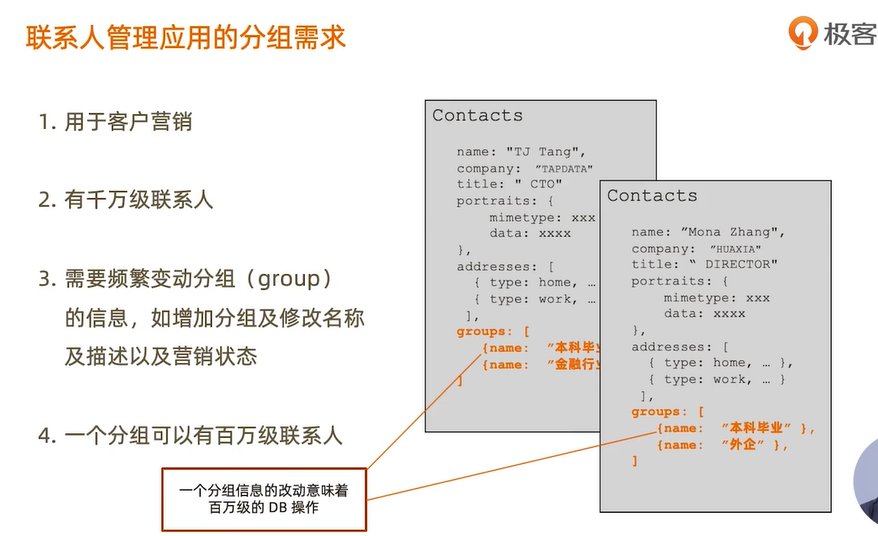 联系人管理应用的分组需求
极客
1. 用于客户营销
2. 有千万级联系人
3. 需要频繁变动分组（group）
的信息，如增加分组及修改名称
及描述以及营销状态
4. 一个分组可以有百万级联系人
一个分组信息的改动意味着
百万级的 DB 操作
Contacts
name: "TJ Tang",
company: ”TAPDATA"
title: " CTO"
portraits: {
mimetype: xxx
data: xxxx
},
addresses: [
{ type: home, …
{ type: work, …
],
groups: [
{name: ”本科毕业
{name: ”金融行业
]
Contacts
name: ”Mona Zhang",
company: ”HUAXIA"
title: “ DIRECTOR"
portraits: {
mimetype: xxx
data: xxxx
},
addresses: [
{ type: home, … },
{ type: work, … }
],
groups: [
{name: ”本科毕业” },
{name: ”外企” },
]